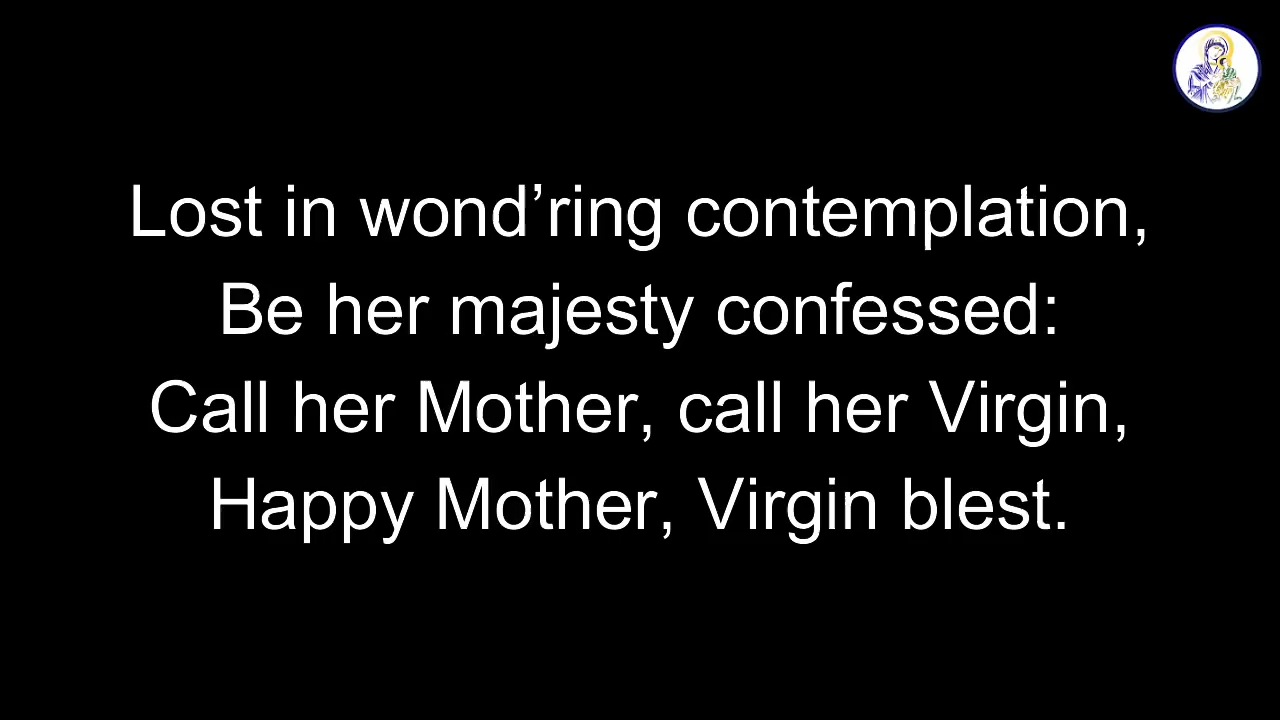 Lost in wond’ring contemplation,
Be her majesty confessed:
Call her Mother, call her Virgin,
Happy Mother, Virgin blest.